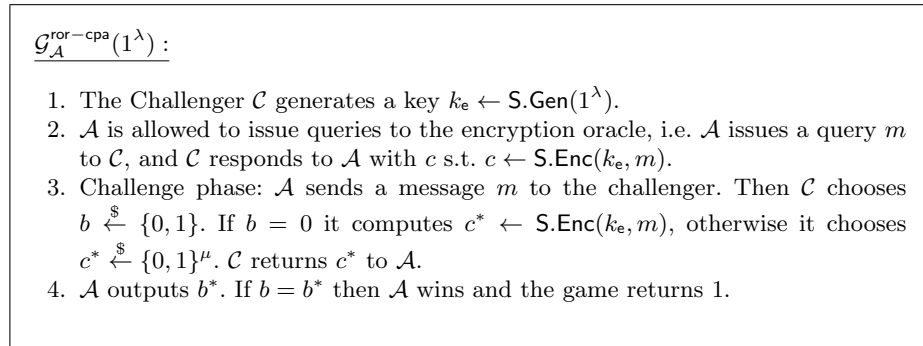 𝒢_𝒜^{ror−cpa}(1^λ) :
1. The Challenger 𝒞 generates a key k_e ← S.Gen(1^λ).
2. 𝒜 is allowed to issue queries to the encryption oracle, i.e. 𝒜 issues a query m
to 𝒞, and 𝒞 responds to 𝒜 with c s.t. c ← S.Enc(k_e, m).
3. Challenge phase: 𝒜 sends a message m to the challenger. Then 𝒞 chooses
b ←^$ {0, 1}. If b = 0 it computes c* ← S.Enc(k_e, m), otherwise it chooses
c* ←^$ {0, 1}^μ. 𝒞 returns c* to 𝒜.
4. 𝒜 outputs b*. If b = b* then 𝒜 wins and the game returns 1.